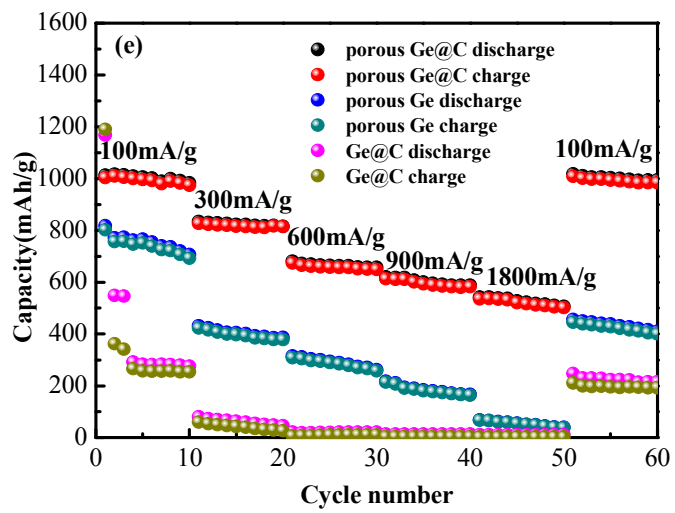 (e)
porous Ge@C discharge
porous Ge@C charge
porous Ge discharge
porous Ge charge
Ge@C discharge
Ge@C charge
100mA/g
300mA/g
600mA/g
900mA/g
1800mA/g
100mA/g
Capacity(mAh/g)
1600
1400
1200
1000
800
600
400
200
0
0 10 20 30 40 50 60
Cycle number